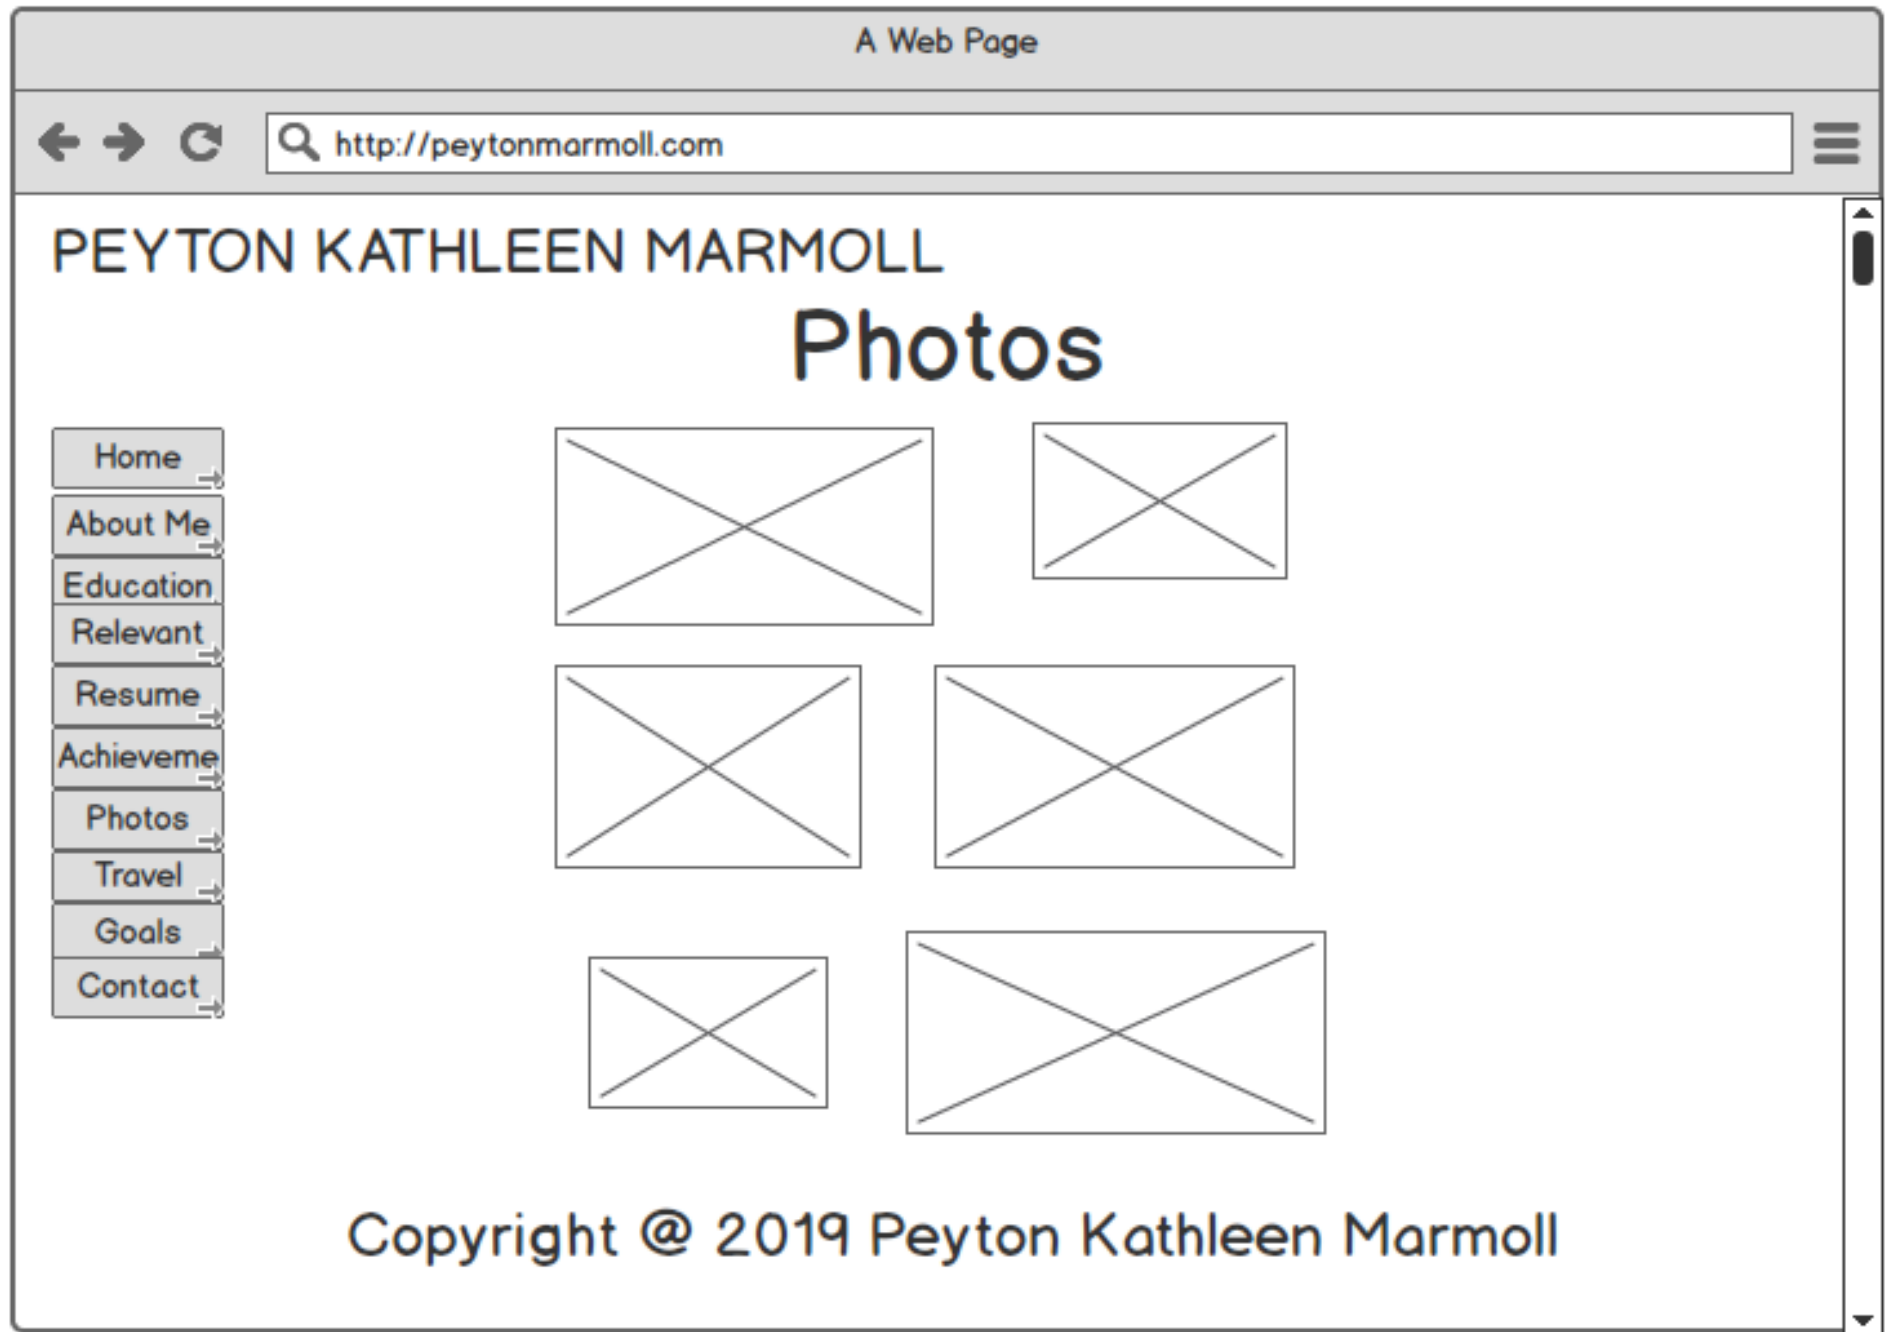 A Web Page
http://peytonmarmoll.com
PEYTON KATHLEEN MARMOLL
Photos
Home
About Me
Education
Relevant
Resume
Achieveme
Photos
Travel
Goals
Contact
Copyright @ 2019 Peyton Kathleen Marmoll